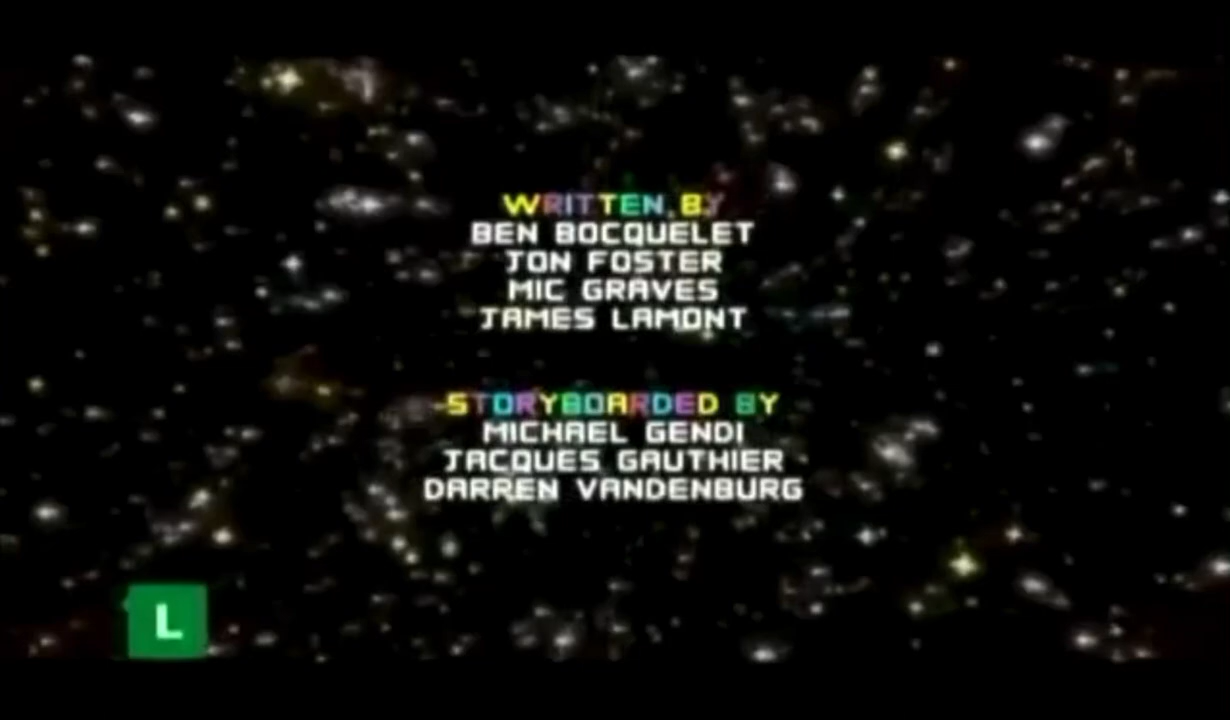 WRITTEN BY
BEN BOCQUELET
JON FOSTER
MIC GRAVES
JAMES LAMONT
STORYBOARDED BY
MICHAEL GENDI
JACQUES GAUTHIER
DARREN VANDENBURG
L